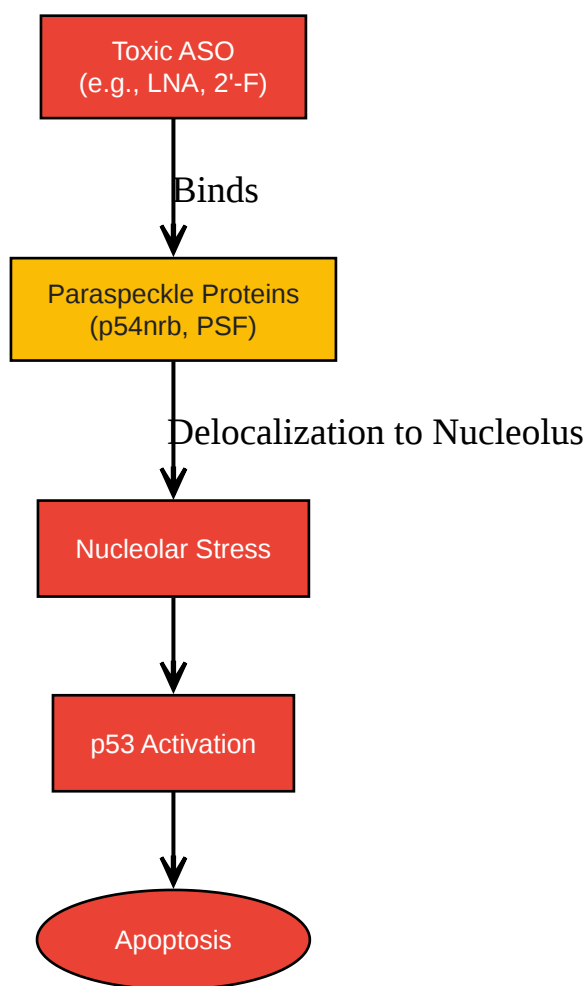 Toxic ASO
(e.g., LNA, 2'-F)
Binds
Paraspeckle Proteins
(p54nrb, PSF)
Delocalization to Nucleolus
Nucleolar Stress
p53 Activation
Apoptosis